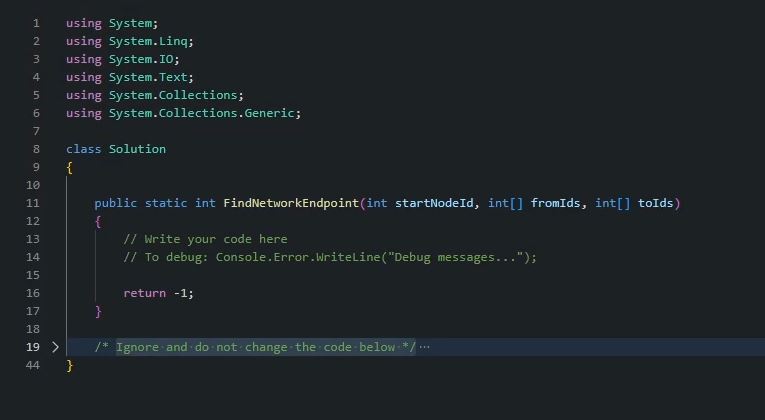 1 using System;
2 using System.Linq;
3 using System.IO;
4 using System.Text;
5 using System.Collections;
6 using System.Collections.Generic;
7
8 class Solution
9 {
10
11 public static int FindNetworkEndpoint(int startNodeId, int[] fromIds, int[] toIds)
12 {
13 // Write your code here
14 // To debug: Console.Error.WriteLine("Debug messages...");
15
16 return -1;
17 }
18
19 > /* Ignore and do not change the code below */ ⋯
44 }